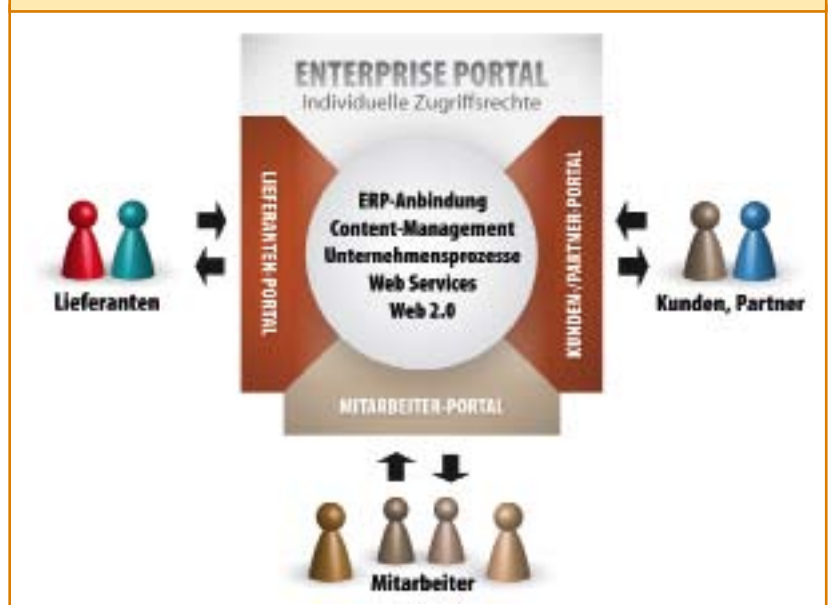 ENTERPRISE PORTAL
Individuelle Zugriffsrechte
LIEFERANTEN-PORTAL
ERP-Anbindung
Content-Management
Unternehmensprozesse
Web Services
Web 2.0
KUNDEN-/PARTNER-PORTAL
Lieferanten
Kunden, Partner
MITARBEITER-PORTAL
Mitarbeiter